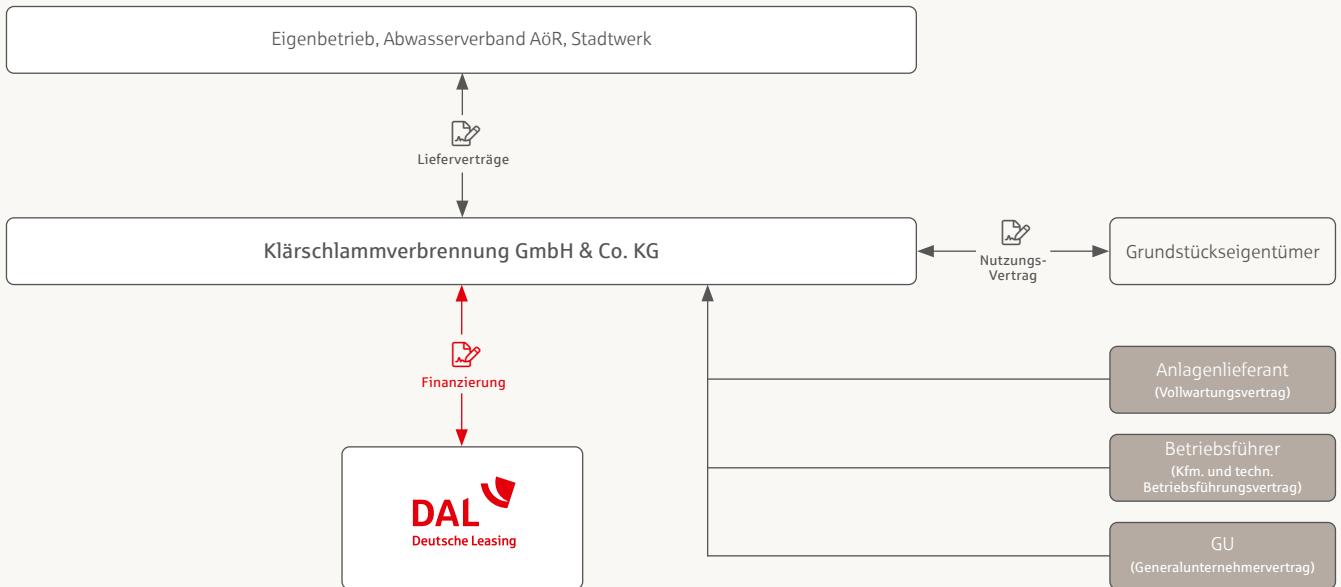 Eigenbetrieb, Abwasserverband AöR, Stadtwerk
Lieferverträge
Klärschlammverbrennung GmbH & Co. KG
Nutzungs-
Vertrag
Grundstückseigentümer
Finanzierung
Anlagenlieferant
(Vollwartungsvertrag)
Betriebsführer
(Kfm. und techn.
Betriebsführungsvertrag)
DAL
Deutsche Leasing
GU
(Generalunternehmervertrag)